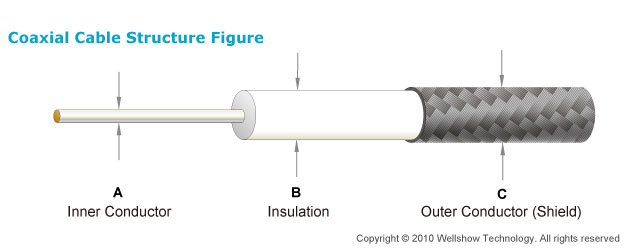 Coaxial Cable Structure Figure
A B C
Inner Conductor Insulation Outer Conductor (Shield)
Copyright © 2010 Wellshow Technology. All rights reserved